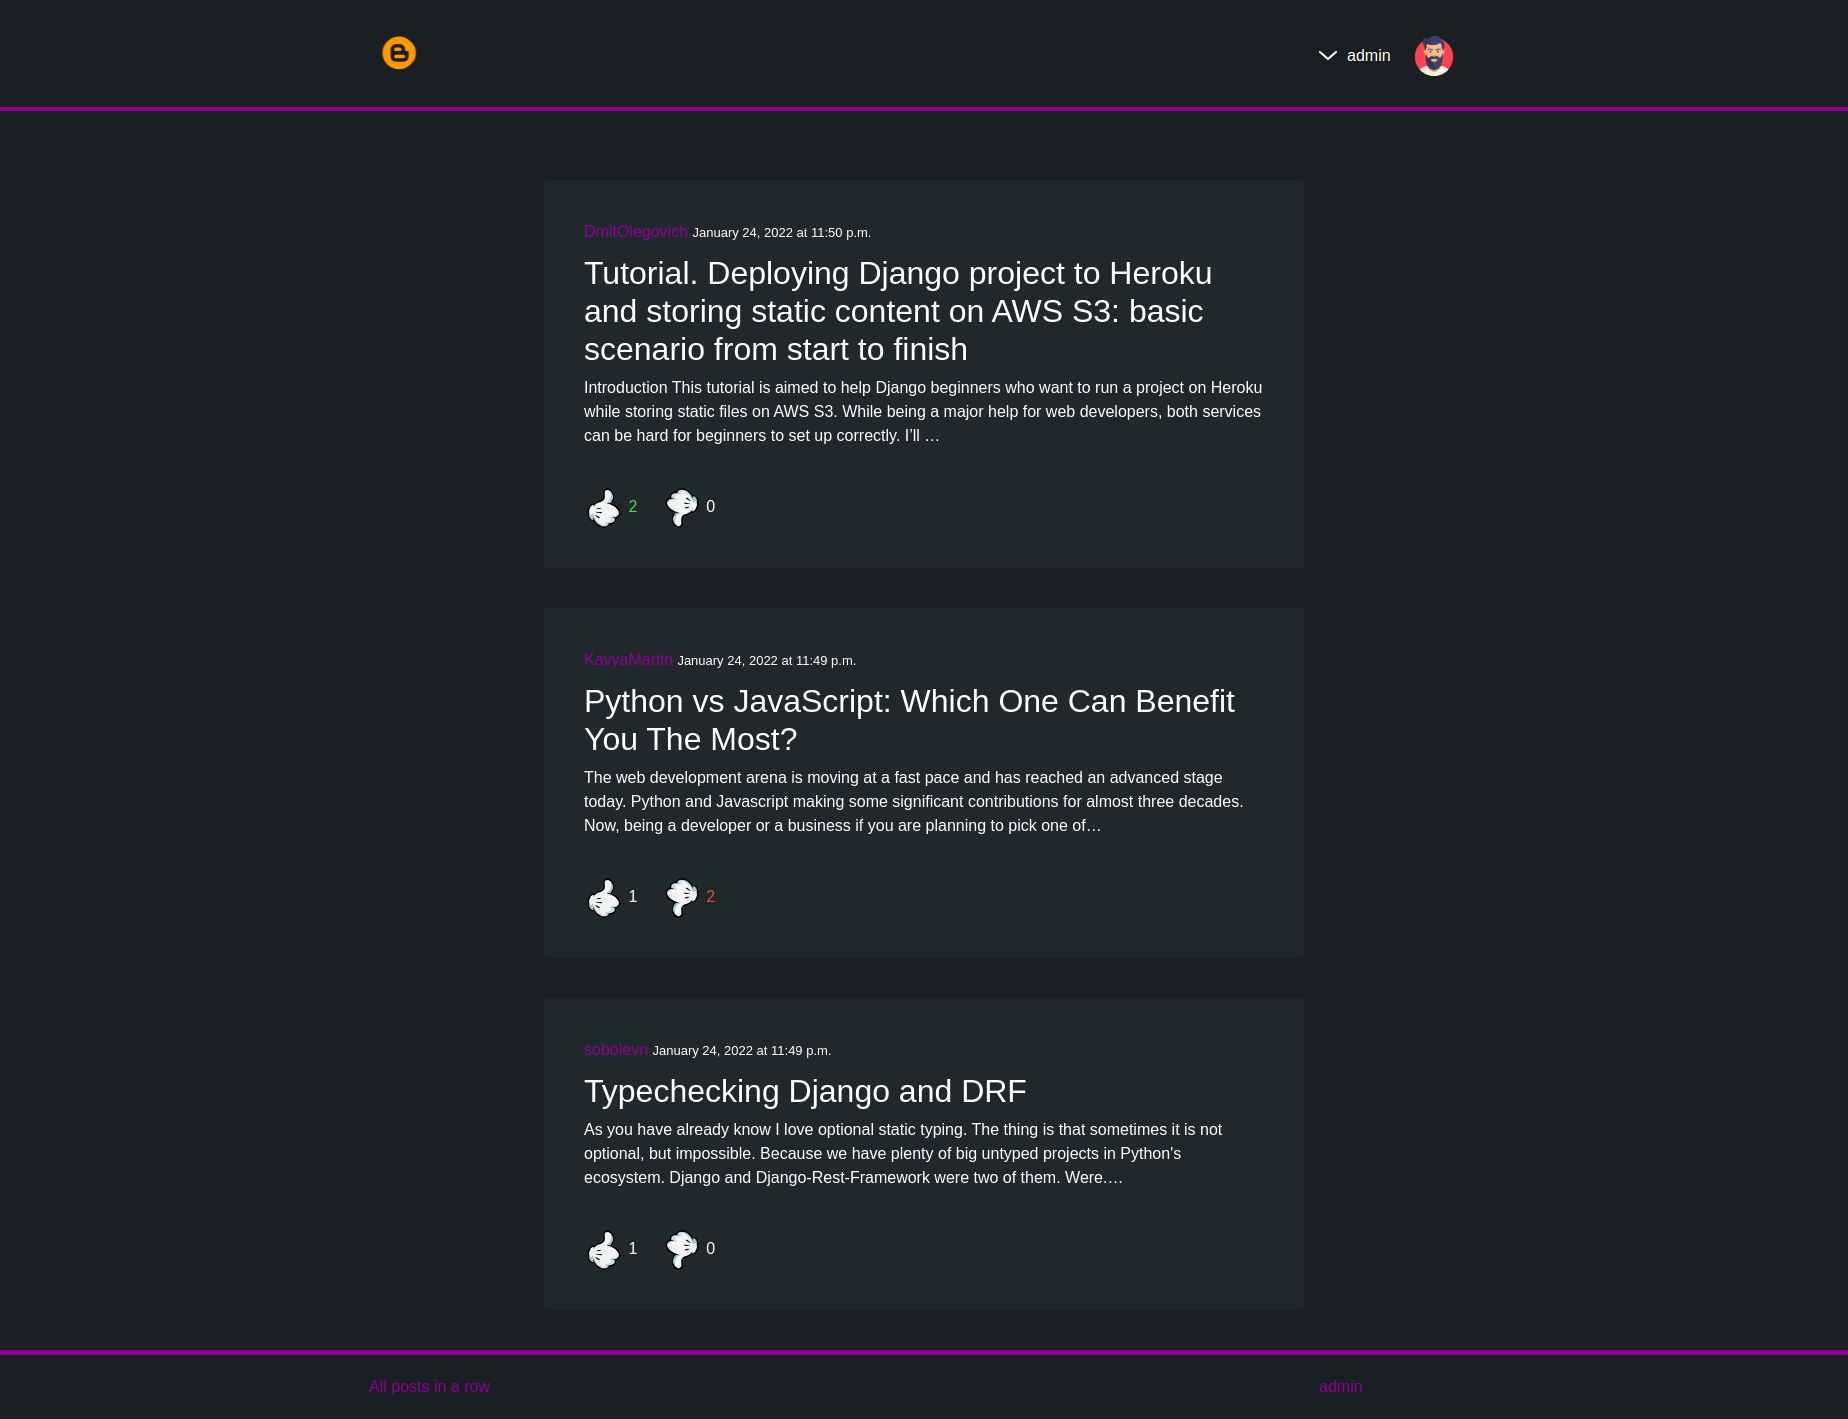 admin
DmitOlegovich January 24, 2022 at 11:50 p.m.
Tutorial. Deploying Django project to Heroku
and storing static content on AWS S3: basic
scenario from start to finish
Introduction This tutorial is aimed to help Django beginners who want to run a project on Heroku
while storing static files on AWS S3. While being a major help for web developers, both services
can be hard for beginners to set up correctly. I’ll …
2 0
KavyaMartin January 24, 2022 at 11:49 p.m.
Python vs JavaScript: Which One Can Benefit
You The Most?
The web development arena is moving at a fast pace and has reached an advanced stage
today. Python and Javascript making some significant contributions for almost three decades.
Now, being a developer or a business if you are planning to pick one of…
1 2
sobolevn January 24, 2022 at 11:49 p.m.
Typechecking Django and DRF
As you have already know I love optional static typing. The thing is that sometimes it is not
optional, but impossible. Because we have plenty of big untyped projects in Python's
ecosystem. Django and Django-Rest-Framework were two of them. Were.…
1 0
All posts in a row admin